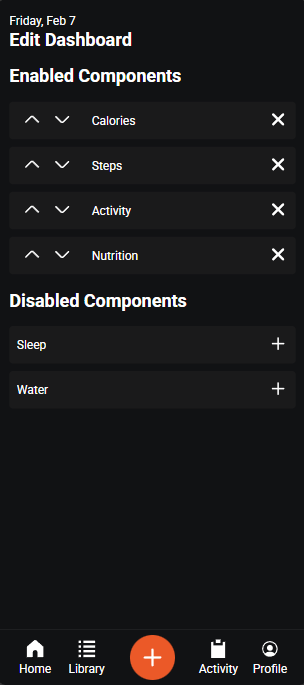 Friday, Feb 7
Edit Dashboard
Enabled Components
Calories
Steps
Activity
Nutrition
Disabled Components
Sleep
Water
Home Library Activity Profile